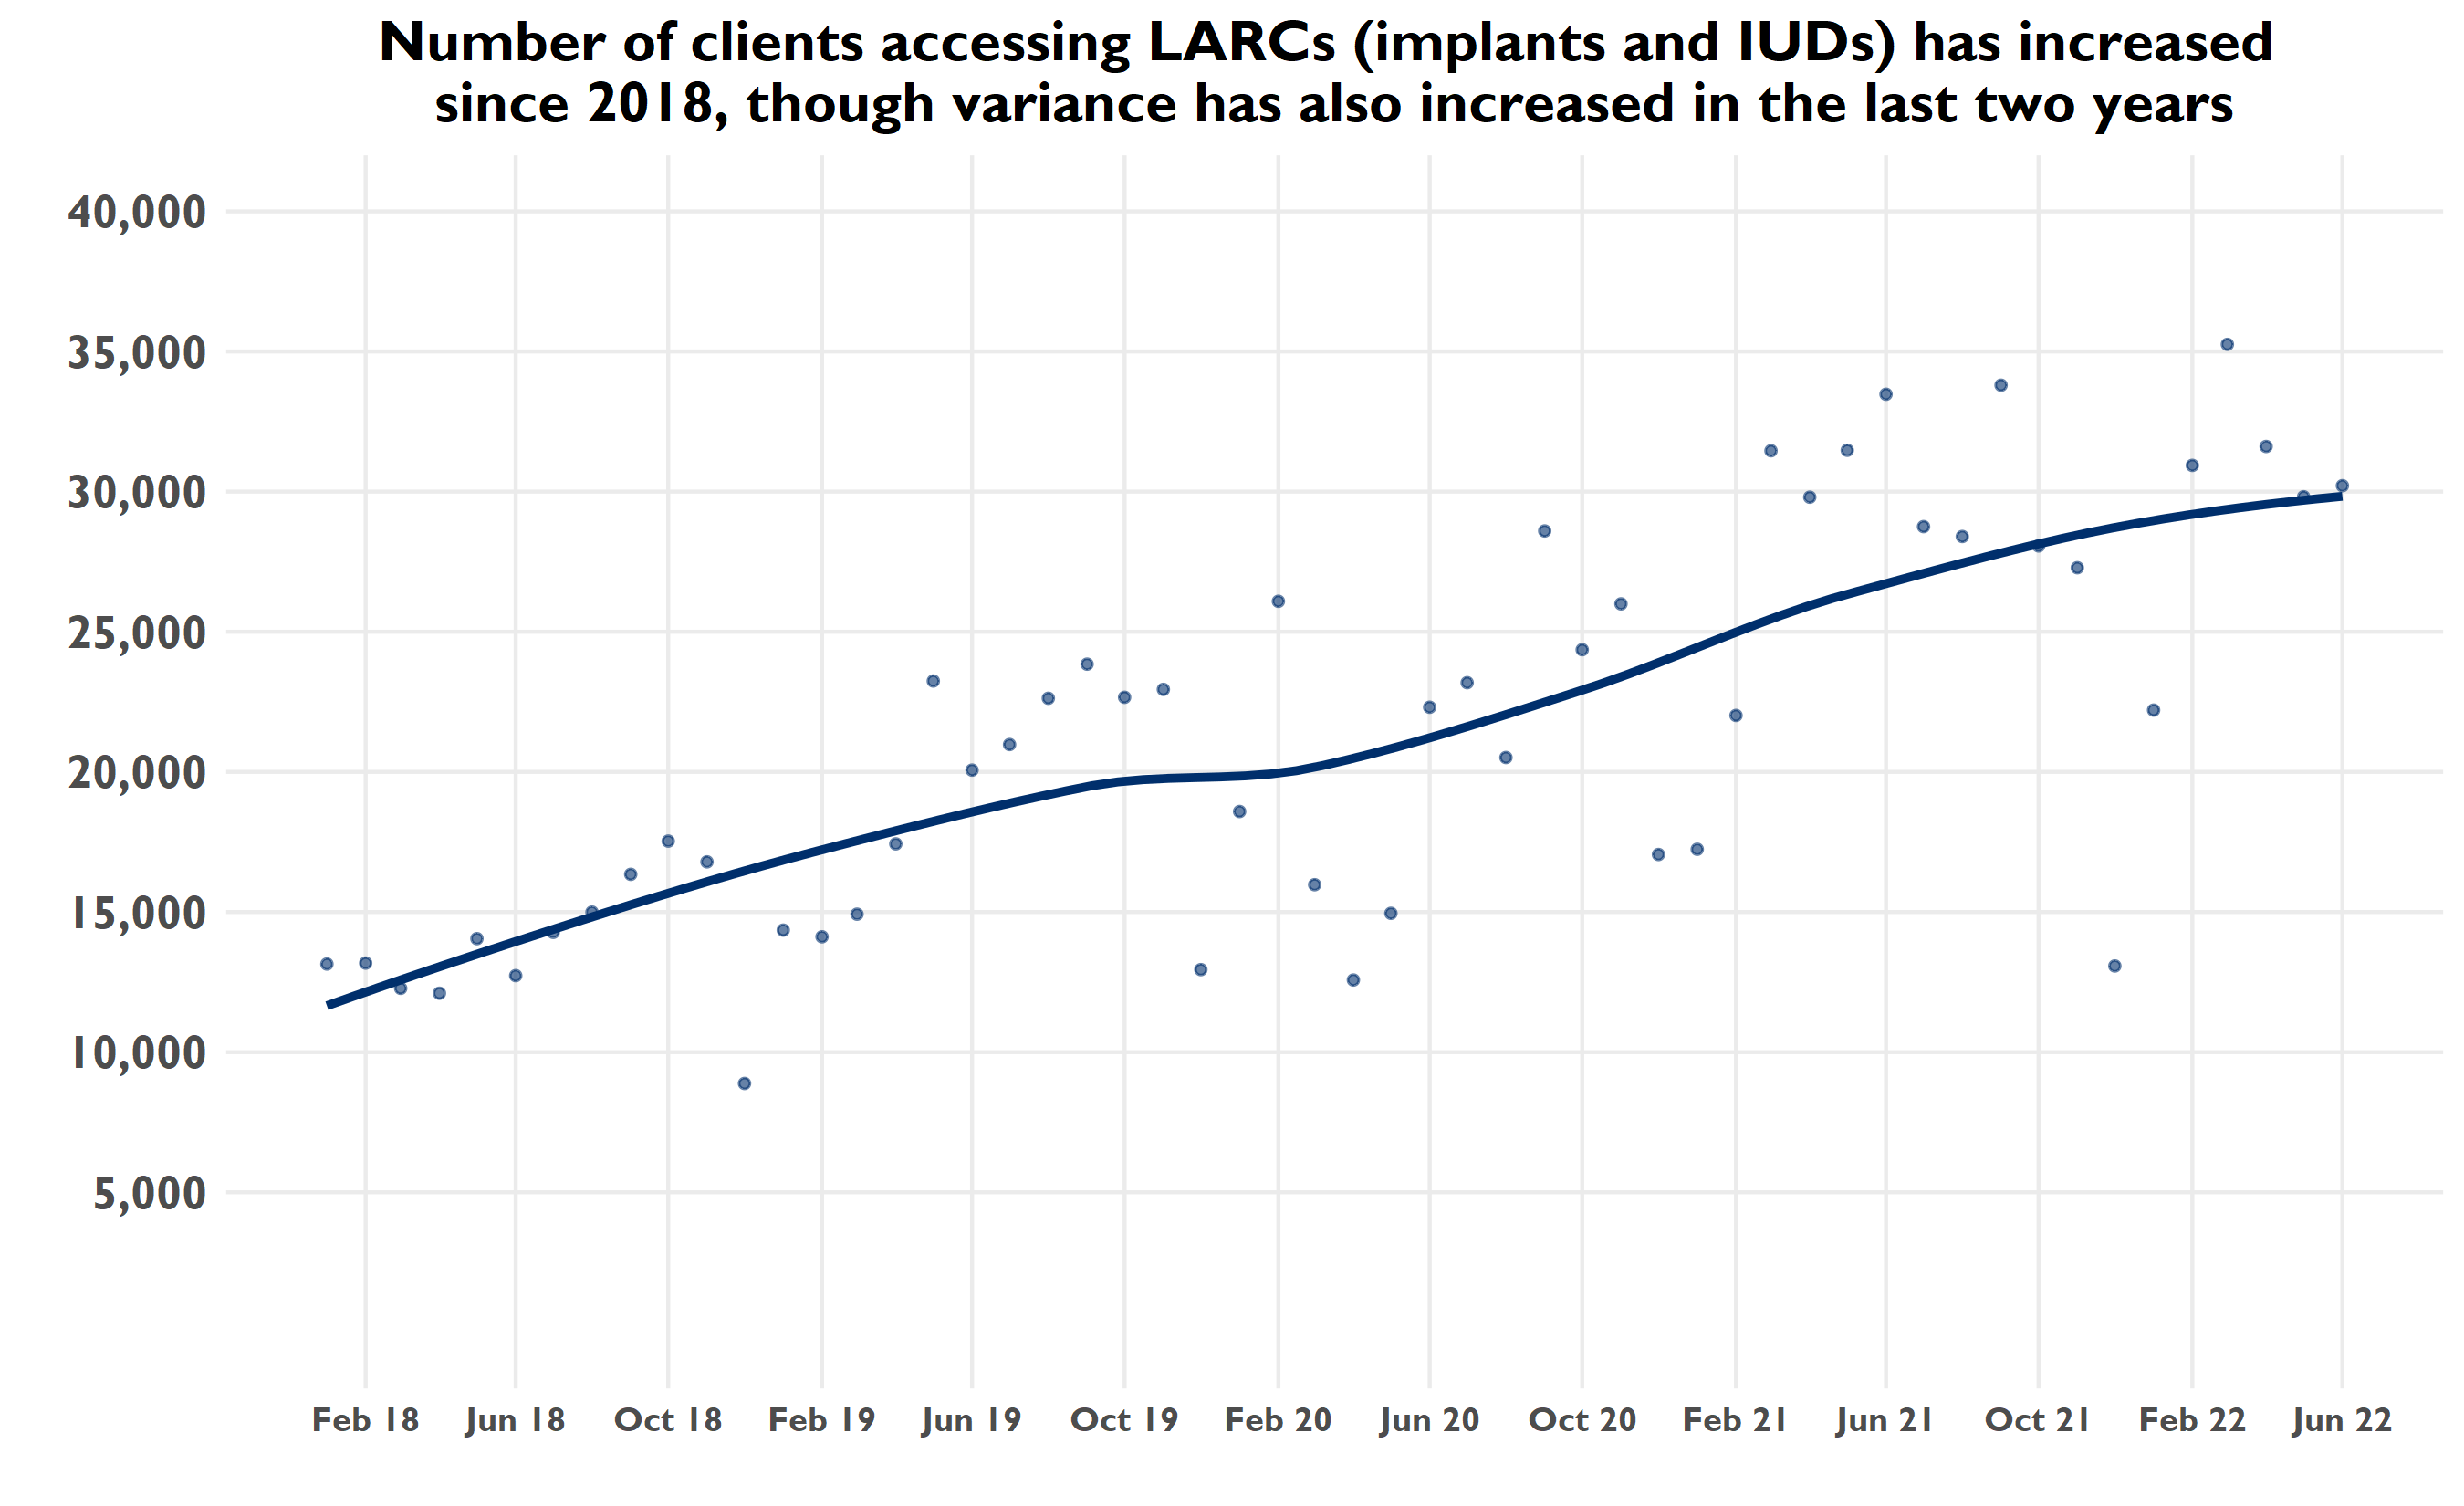 Number of clients accessing LARCs (implants and IUDs) has increased
since 2018, though variance has also increased in the last two years
40,000
35,000
30,000
25,000
20,000
15,000
10,000
5,000
Feb 18 Jun 18 Oct 18 Feb 19 Jun 19 Oct 19 Feb 20 Jun 20 Oct 20 Feb 21 Jun 21 Oct 21 Feb 22 Jun 22